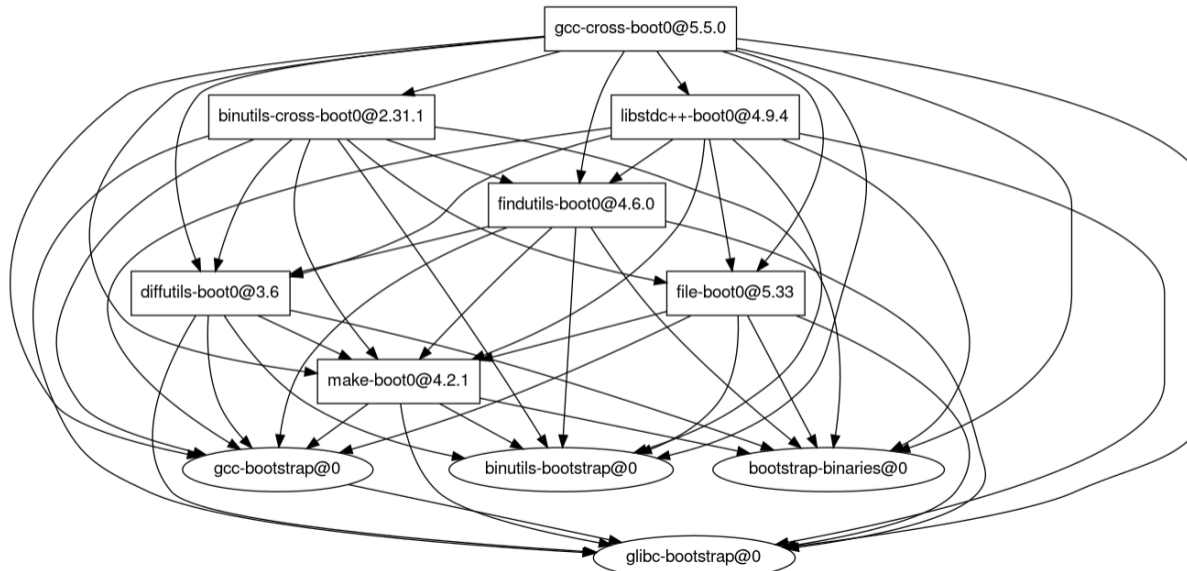 gcc-cross-boot0@5.5.0
binutils-cross-boot0@2.31.1
libstdc++-boot0@4.9.4
findutils-boot0@4.6.0
diffutils-boot0@3.6
file-boot0@5.33
make-boot0@4.2.1
gcc-bootstrap@0
binutils-bootstrap@0
bootstrap-binaries@0
glibc-bootstrap@0